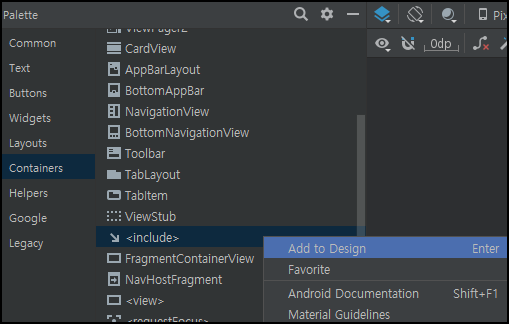 Palette
Common
Text
Buttons
Widgets
Layouts
Containers
Helpers
Google
Legacy
ViewPager2
CardView
AppBarLayout
BottomAppBar
NavigationView
BottomNavigationView
Toolbar
TabLayout
TabItem
ViewStub
<include>
FragmentContainerView
NavHostFragment
<view>
<requestFocus>
Pix
0dp
Add to Design Enter
Favorite
Android Documentation Shift+F1
Material Guidelines